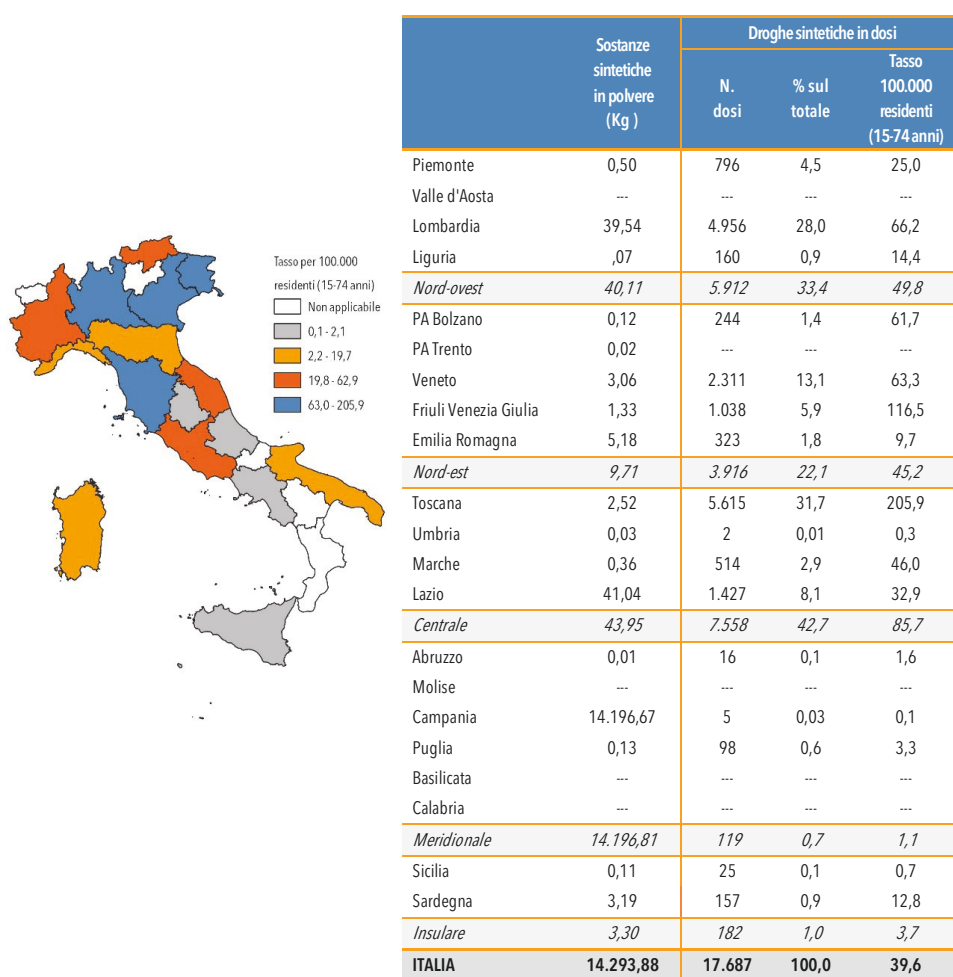 Tasso per 100.000
residenti (15-74 anni)
Non applicabile
0,1 - 2,1
2,2 - 19,7
19,8 - 62,9
63,0 - 205,9
Sostanze
sintetiche
in polvere
(Kg )
Droghe sintetiche in dosi
N.
dosi
% sul
totale
Tasso
100.000
residenti
(15-74 anni)
Piemonte 0,50 796 4,5 25,0
Valle d'Aosta --- --- --- ---
Lombardia 39,54 4.956 28,0 66,2
Liguria ,07 160 0,9 14,4
Nord-ovest 40,11 5.912 33,4 49,8
PA Bolzano 0,12 244 1,4 61,7
PA Trento 0,02 --- --- ---
Veneto 3,06 2.311 13,1 63,3
Friuli Venezia Giulia 1,33 1.038 5,9 116,5
Emilia Romagna 5,18 323 1,8 9,7
Nord-est 9,71 3.916 22,1 45,2
Toscana 2,52 5.615 31,7 205,9
Umbria 0,03 2 0,01 0,3
Marche 0,36 514 2,9 46,0
Lazio 41,04 1.427 8,1 32,9
Centrale 43,95 7.558 42,7 85,7
Abruzzo 0,01 16 0,1 1,6
Molise --- --- --- ---
Campania 14.196,67 5 0,03 0,1
Puglia 0,13 98 0,6 3,3
Basilicata --- --- --- ---
Calabria --- --- --- ---
Meridionale 14.196,81 119 0,7 1,1
Sicilia 0,11 25 0,1 0,7
Sardegna 3,19 157 0,9 12,8
Insulare 3,30 182 1,0 3,7
ITALIA 14.293,88 17.687 100,0 39,6